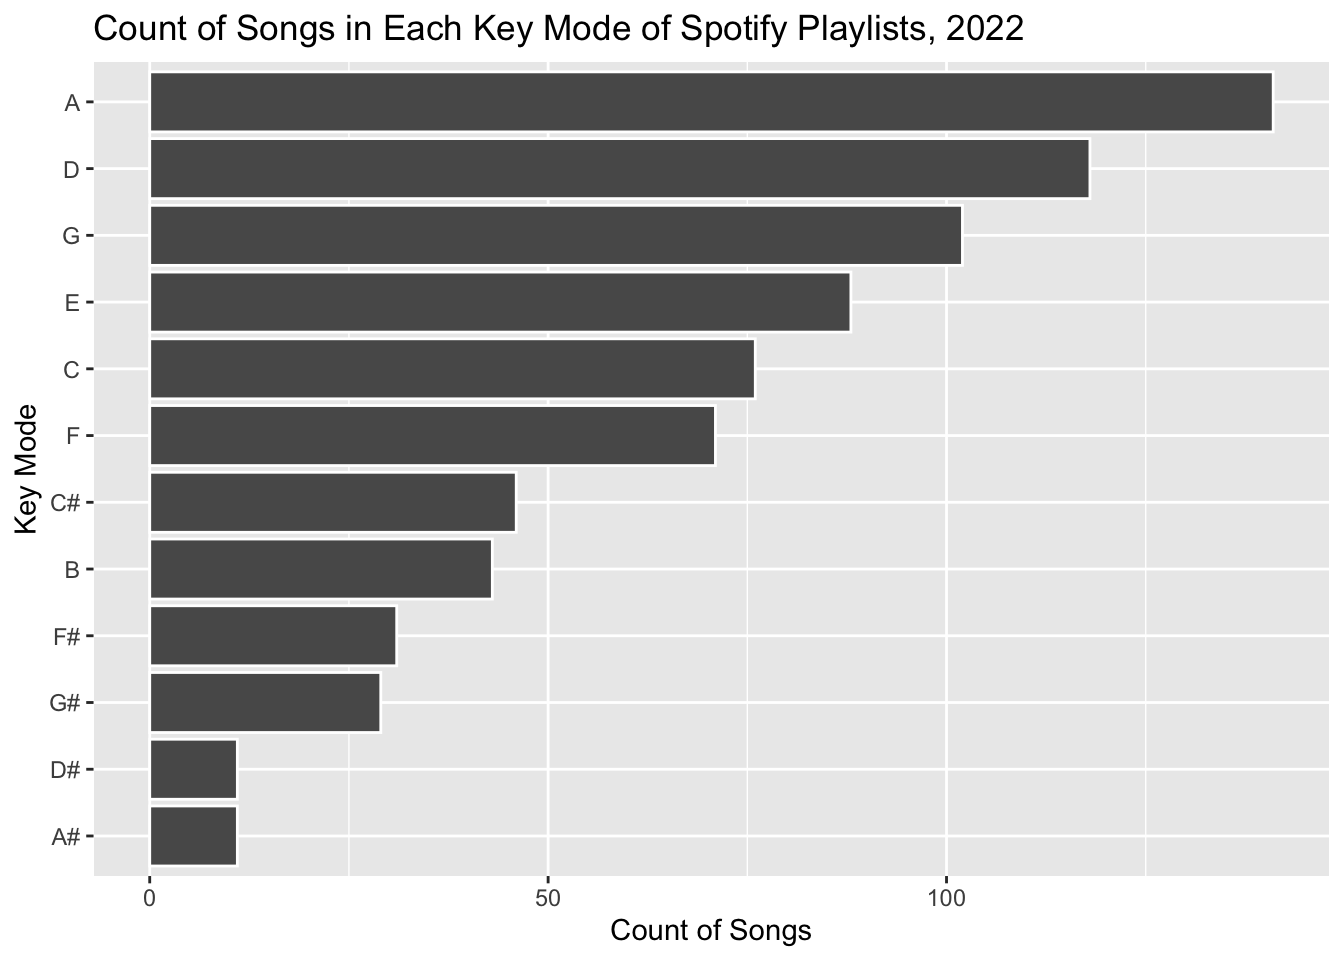 Count of Songs in Each Key Mode of Spotify Playlists, 2022
Key Mode
A
D
G
E
C
F
C#
B
F#
G#
D#
A#
0 50 100
Count of Songs